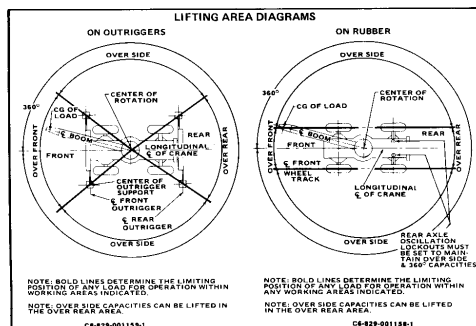 LIFTING AREA DIAGRAMS
ON OUTRIGGERS
OVER SIDE
360°
CG OF
LOAD
CENTER OF
ROTATION
℄ BOOM
REAR
FRONT
LONGITUDINAL
℄ OF CRANE
OVER FRONT
OVER REAR
CENTER OF
OUTRIGGER
SUPPORT
℄ FRONT
OUTRIGGER
℄ REAR
OUTRIGGER
OVER SIDE
NOTE: BOLD LINES DETERMINE THE LIMITING
POSITION OF ANY LOAD FOR OPERATION WITHIN
WORKING AREAS INDICATED.
NOTE: OVER SIDE CAPACITIES CAN BE LIFTED IN
THE OVER REAR AREA.
C6-829-001159-1
ON RUBBER
OVER SIDE
360°
CG OF LOAD
CENTER OF
ROTATION
℄ BOOM
REAR
FRONT
OVER FRONT
OVER REAR
℄ FRONT
WHEEL
TRACK
LONGITUDINAL
℄ OF CRANE
OVER SIDE
REAR AXLE
OSCILLATION
LOCKOUTS MUST
BE SET TO MAIN-
TAIN OVER SIDE
& 360° CAPACITIES
NOTE: BOLD LINES DETERMINE THE LIMITING
POSITION OF ANY LOAD FOR OPERATION WITHIN
ANY WORKING AREAS INDICATED.
NOTE: OVER SIDE CAPACITIES CAN BE LIFTED
IN THE OVER REAR AREA.
C6-829-001158-1